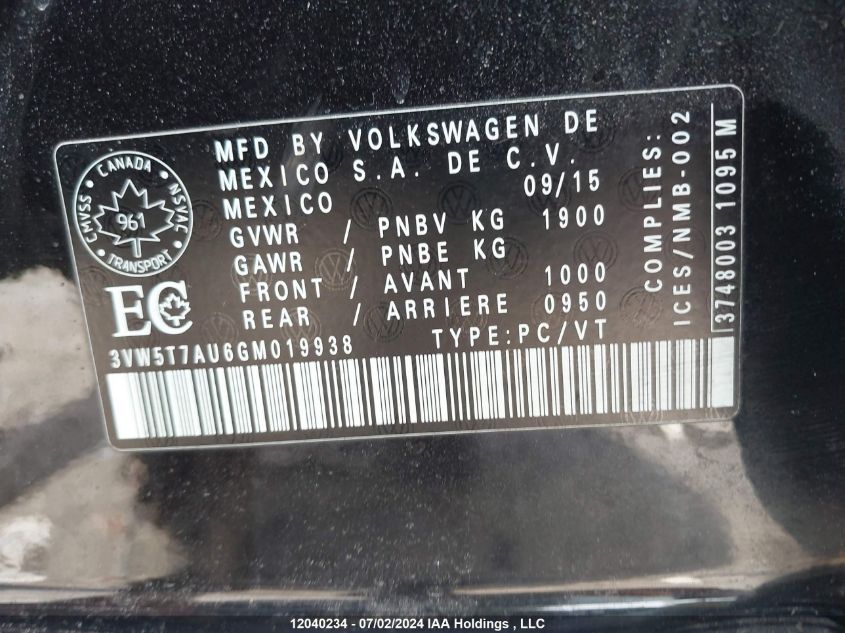 MFD BY VOLKSWAGEN DE
MEXICO S.A. DE C.V.
MEXICO 09/15
GVWR / PNBV KG 1900
GAWR / PNBE KG
FRONT / AVANT 1000
REAR / ARRIERE 0950
TYPE:PC/VT
3VW5T7AU6GM019938
CANADA
CMVSS
NSVAC
961
TRANSPORT
EC
COMPLIES:
ICES/NMB-002
3748003 1095 M
12040234 - 07/02/2024 IAA Holdings , LLC